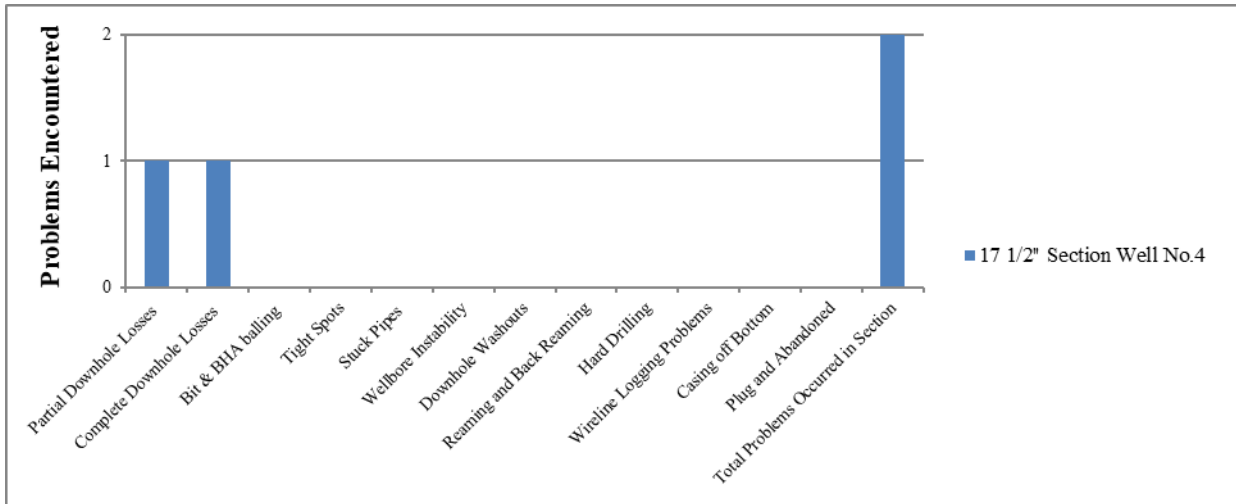 Problems Encountered
2
1
0
Partial Downhole Losses
Complete Downhole Losses
Bit & BHA balling
Tight Spots
Stuck Pipes
Wellbore Instability
Downhole Washouts
Reaming and Back Reaming
Hard Drilling
Wireline Logging Problems
Casing off Bottom
Plug and Abandoned
Total Problems Occurred in Section
17 1/2" Section Well No.4